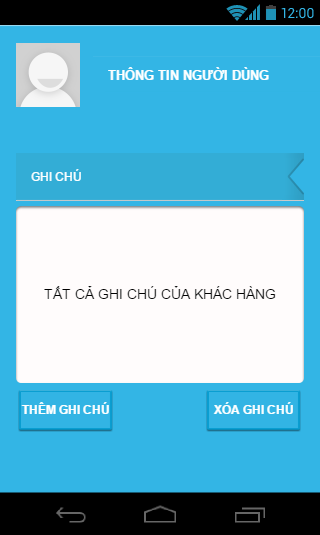 12:00
THÔNG TIN NGƯỜI DÙNG
GHI CHÚ
TẤT CẢ GHI CHÚ CỦA KHÁC HÀNG
THÊM GHI CHÚ
XÓA GHI CHÚ